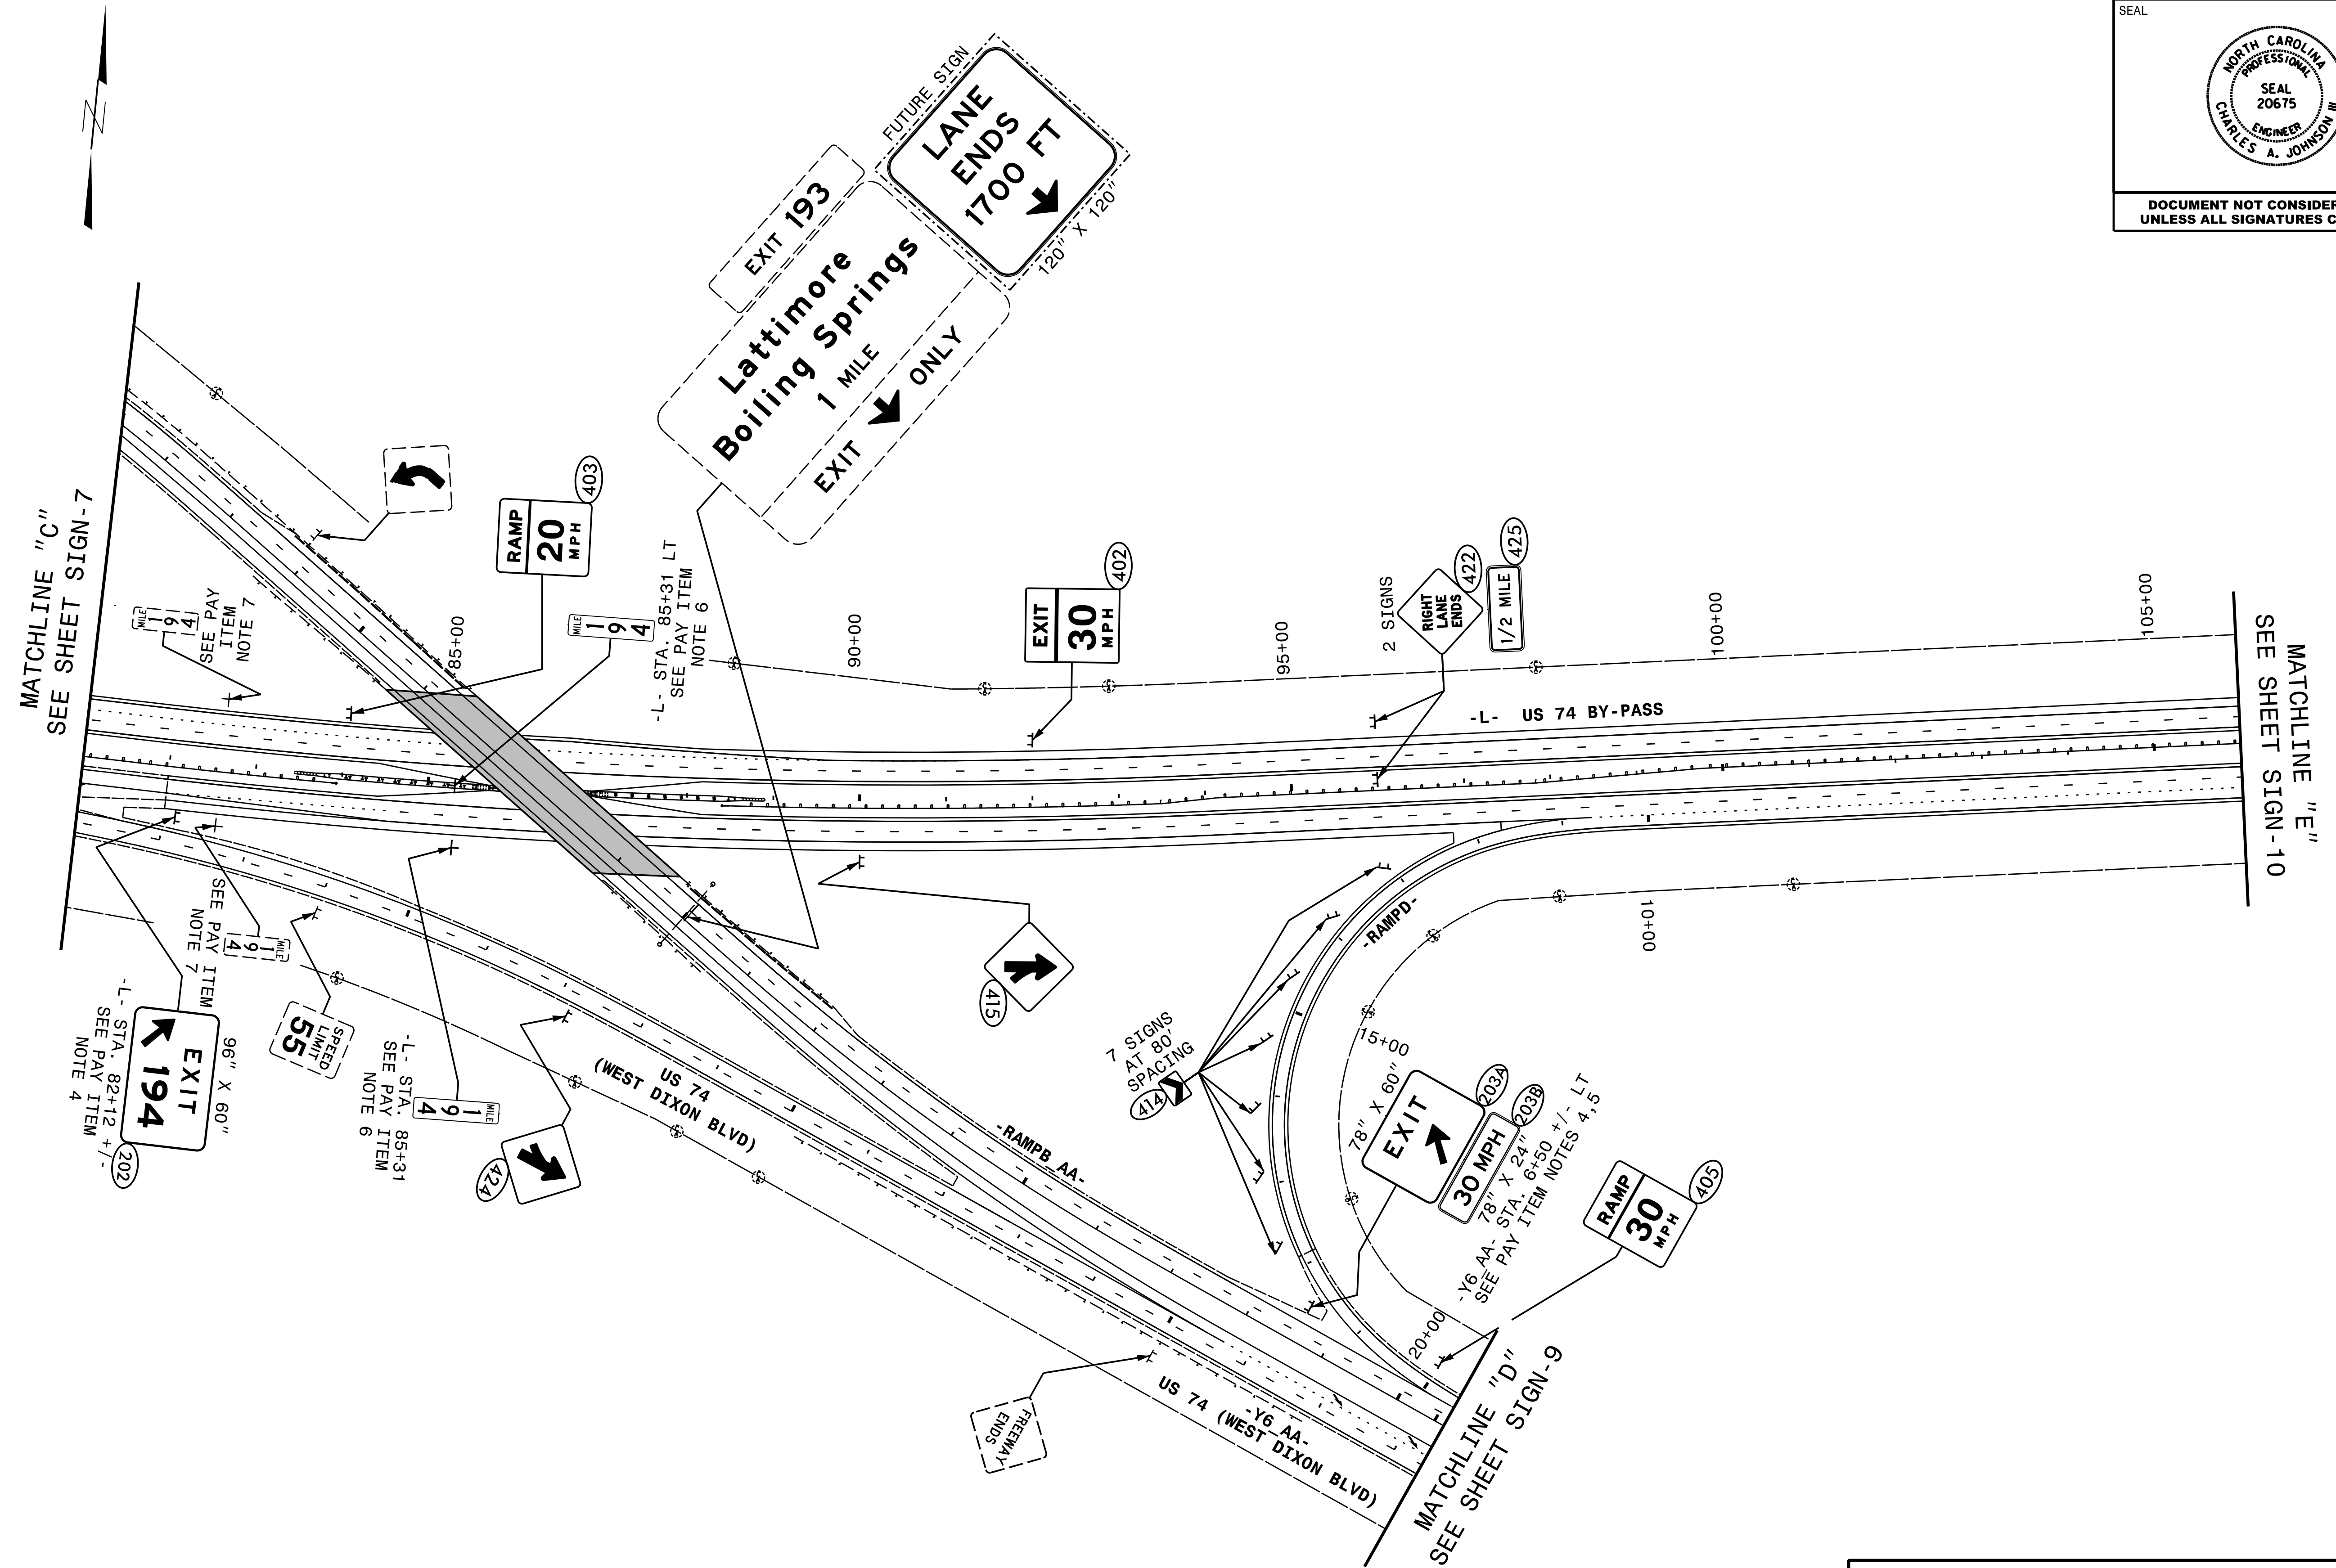 SEAL
NORTH CAROLINA
PROFESSIONAL
SEAL
20675
ENGINEER
CHARLES A. JOHNSON III
DOCUMENT NOT CONSIDER
UNLESS ALL SIGNATURES C
N
FUTURE SIGN
LANE
ENDS
1700 FT
120" X 120"
EXIT 193
Lattimore
Boiling Springs
1 MILE
EXIT ONLY
MATCHLINE "C"
SEE SHEET SIGN-7
MILE
194
SEE PAY
ITEM
NOTE 7
RAMP
20
MPH
403
85+00
MILE
194
-L- STA. 85+31 LT
SEE PAY ITEM
NOTE 6
90+00
EXIT
30
MPH
402
95+00
2 SIGNS
RIGHT
LANE
ENDS
422
1/2 MILE
425
100+00
105+00
-L- US 74 BY-PASS
MATCHLINE "E"
SEE SHEET SIGN-10
SEE PAY ITEM
NOTE 7
MILE
194
EXIT
194
96" X 60"
-L- STA. 82+12 +/-
SEE PAY ITEM
NOTE 4
202
SPEED
LIMIT
55
-L- STA. 85+31
SEE PAY ITEM
NOTE 6
MILE
194
424
US 74
(WEST DIXON BLVD)
415
-RAMPB AA-
7 SIGNS
AT 80'
SPACING
414
-RAMPD-
10+00
15+00
78" X 60"
EXIT
203A
30 MPH
203B
78" X 24"
-Y6 AA- STA. 6+50 +/- LT
SEE PAY ITEM NOTES 4,5
RAMP
30
MPH
405
20+00
FREEWAY
ENDS
-Y6 AA-
US 74 (WEST DIXON BLVD)
MATCHLINE "D"
SEE SHEET SIGN-9